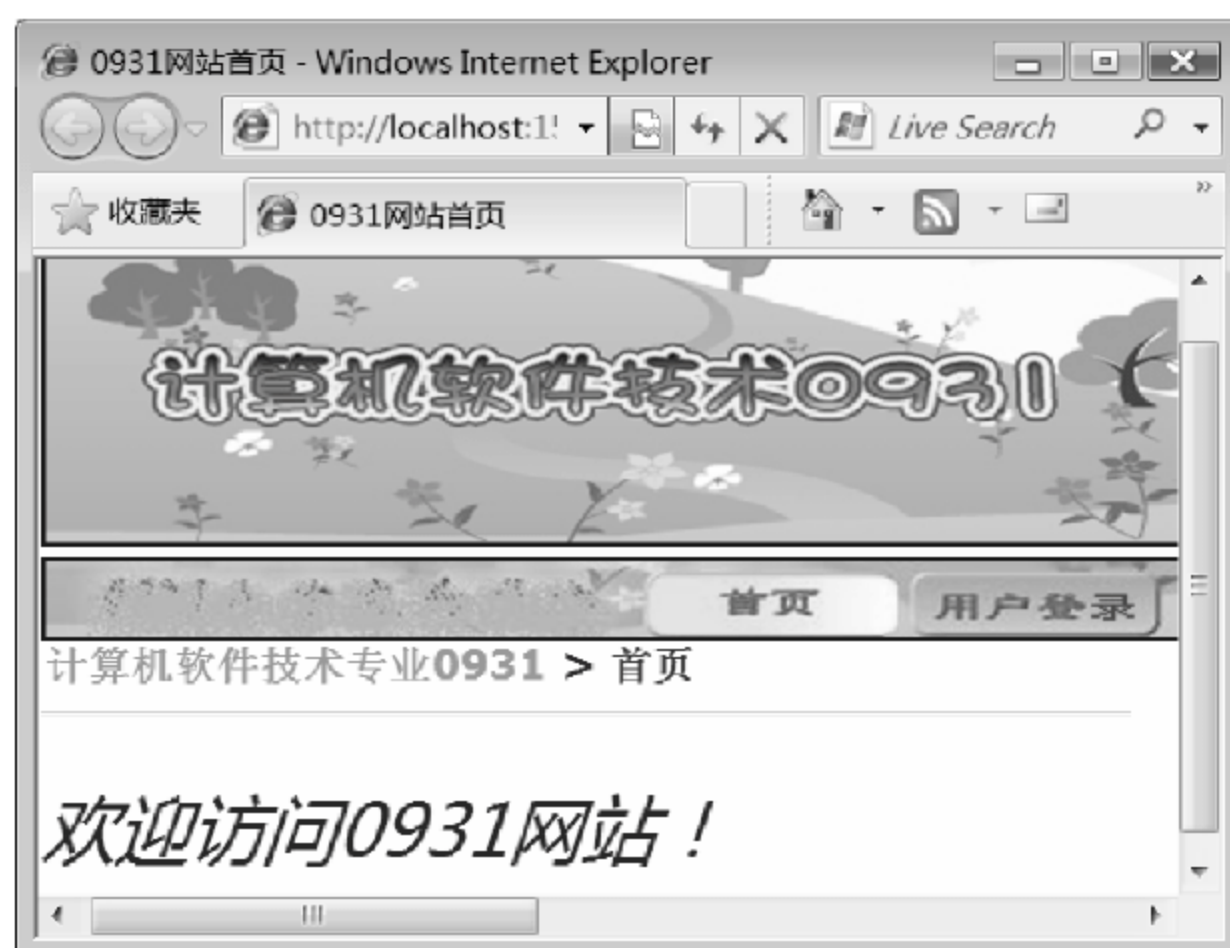 0931网站首页 - Windows Internet Explorer
http://localhost:1
Live Search
收藏夹
0931网站首页
计算机软件技术0931
首页 用户登录
计算机软件技术专业0931 > 首页
欢迎访问0931网站！